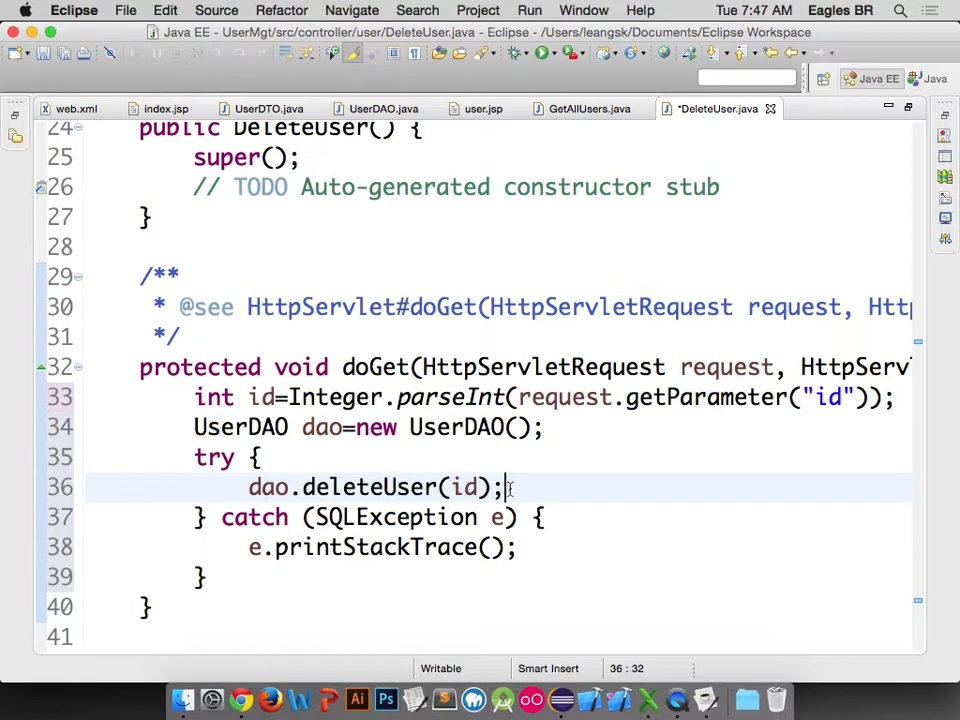 Eclipse File Edit Source Refactor Navigate Search Project Run Window Help Tue 7:47 AM Eagles BR
Java EE - UserMgt/src/controller/user/DeleteUser.java - Eclipse - /Users/leangsk/Documents/Eclipse Workspace
Java EE Java
web.xml index.jsp UserDTO.java UserDAO.java user.jsp GetAllUsers.java *DeleteUser.java
24 public DeleteUser() {
25 super();
26 // TODO Auto-generated constructor stub
27 }
28
29 /**
30 * @see HttpServlet#doGet(HttpServletRequest request, Http
31 */
32 protected void doGet(HttpServletRequest request, HttpServl
33 int id=Integer.parseInt(request.getParameter("id"));
34 UserDAO dao=new UserDAO();
35 try {
36 dao.deleteUser(id);
37 } catch (SQLException e) {
38 e.printStackTrace();
39 }
40 }
41
Writable Smart Insert 36 : 32
Ai Ps